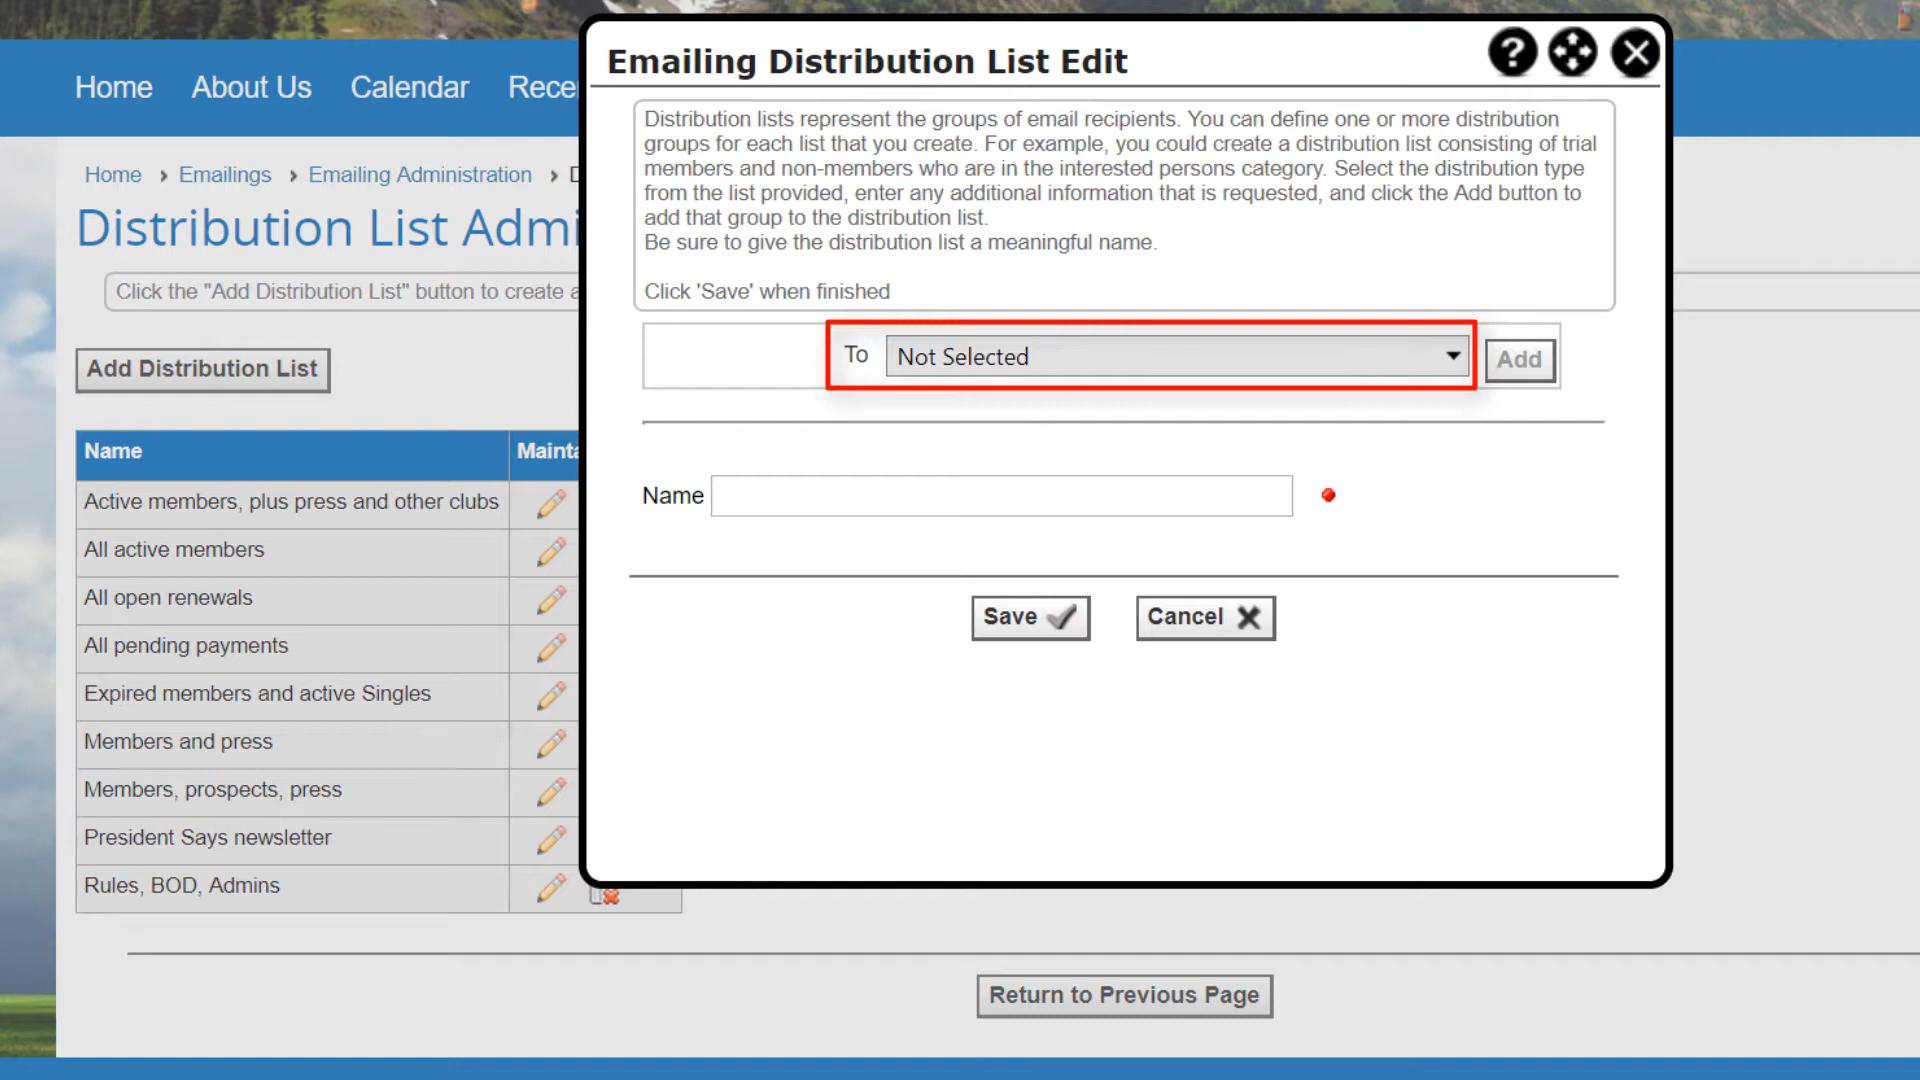 Home About Us Calendar Rece
Home › Emailings › Emailing Administration ›
Distribution List Admi
Click the "Add Distribution List" button to create a
Add Distribution List
Name Mainta
Active members, plus press and other clubs
All active members
All open renewals
All pending payments
Expired members and active Singles
Members and press
Members, prospects, press
President Says newsletter
Rules, BOD, Admins
Return to Previous Page
Emailing Distribution List Edit
Distribution lists represent the groups of email recipients. You can define one or more distribution
groups for each list that you create. For example, you could create a distribution list consisting of trial
members and non-members who are in the interested persons category. Select the distribution type
from the list provided, enter any additional information that is requested, and click the Add button to
add that group to the distribution list.
Be sure to give the distribution list a meaningful name.
Click 'Save' when finished
To Not Selected Add
Name
Save Cancel